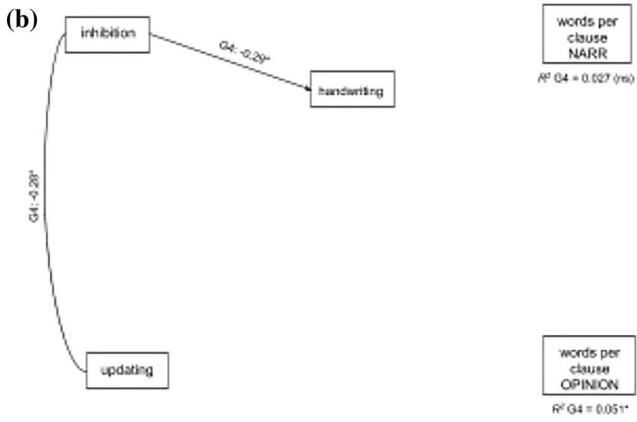 (b)
inhibition
G4: -0.29*
handwriting
words per
clause
NARR
R² G4 = 0.027 (ns)
G4: -0.28*
updating
words per
clause
OPINION
R² G4 = 0.051*